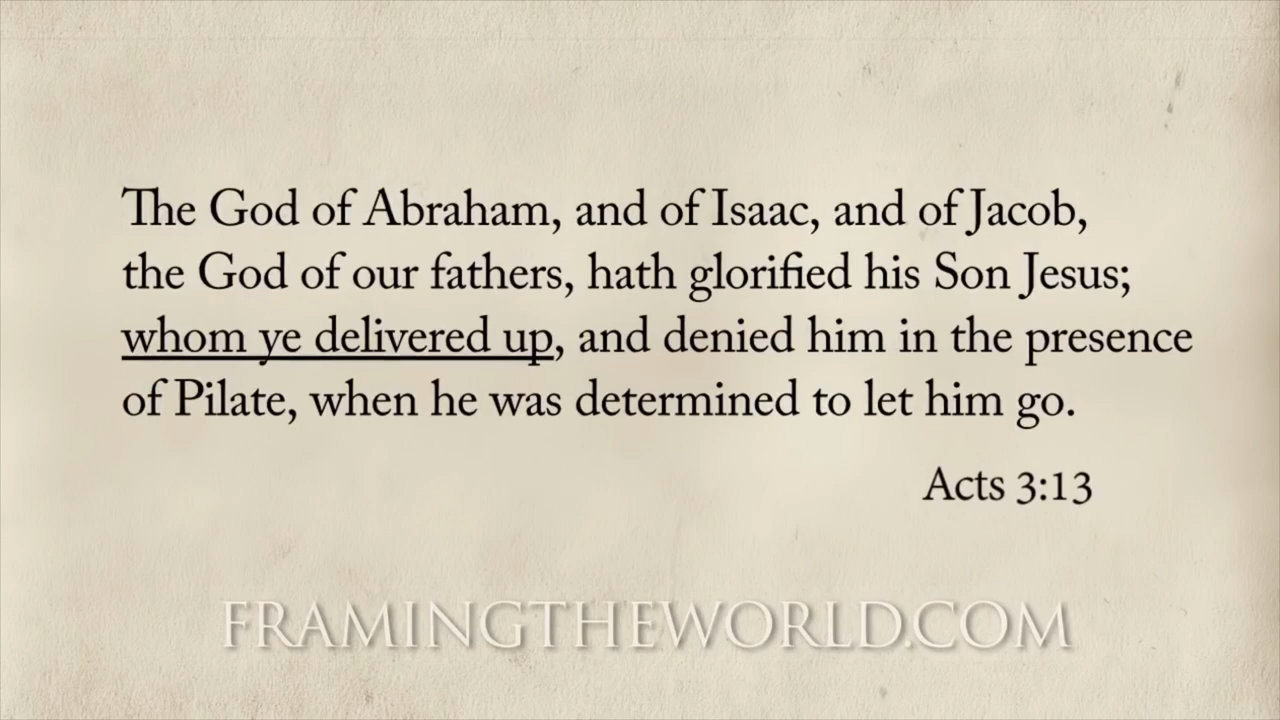 The God of Abraham, and of Isaac, and of Jacob,
the God of our fathers, hath glorified his Son Jesus;
whom ye delivered up, and denied him in the presence
of Pilate, when he was determined to let him go.
Acts 3:13
FRAMINGTHEWORLD.COM